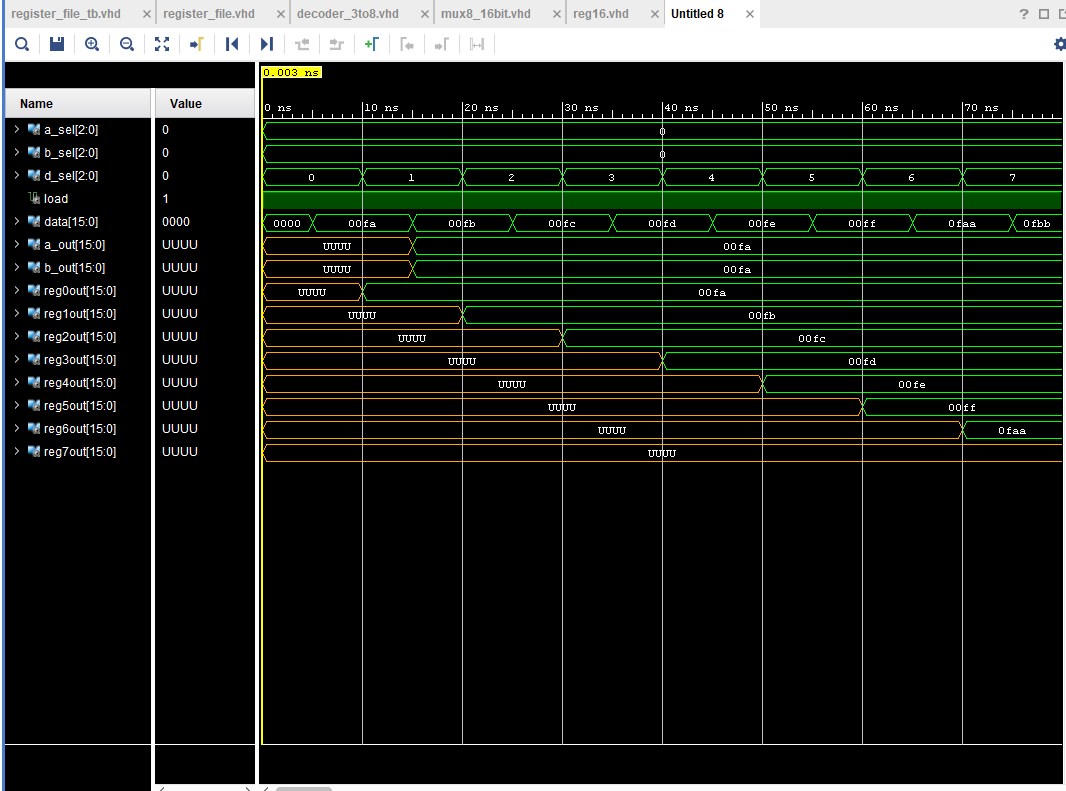 register_file_tb.vhd × register_file.vhd × decoder_3to8.vhd × mux8_16bit.vhd × reg16.vhd × Untitled 8 × ?
0.003 ns
Name Value
0 ns 10 ns 20 ns 30 ns 40 ns 50 ns 60 ns 70 ns
a_sel[2:0] 0 0
b_sel[2:0] 0 0
d_sel[2:0] 0 0 1 2 3 4 5 6 7
load 1
data[15:0] 0000 0000 00fa 00fb 00fc 00fd 00fe 00ff 0faa 0fbb
a_out[15:0] UUUU UUUU 00fa
b_out[15:0] UUUU UUUU 00fa
reg0out[15:0] UUUU UUUU 00fa
reg1out[15:0] UUUU UUUU 00fb
reg2out[15:0] UUUU UUUU 00fc
reg3out[15:0] UUUU UUUU 00fd
reg4out[15:0] UUUU UUUU 00fe
reg5out[15:0] UUUU UUUU 00ff
reg6out[15:0] UUUU UUUU 0faa
reg7out[15:0] UUUU UUUU